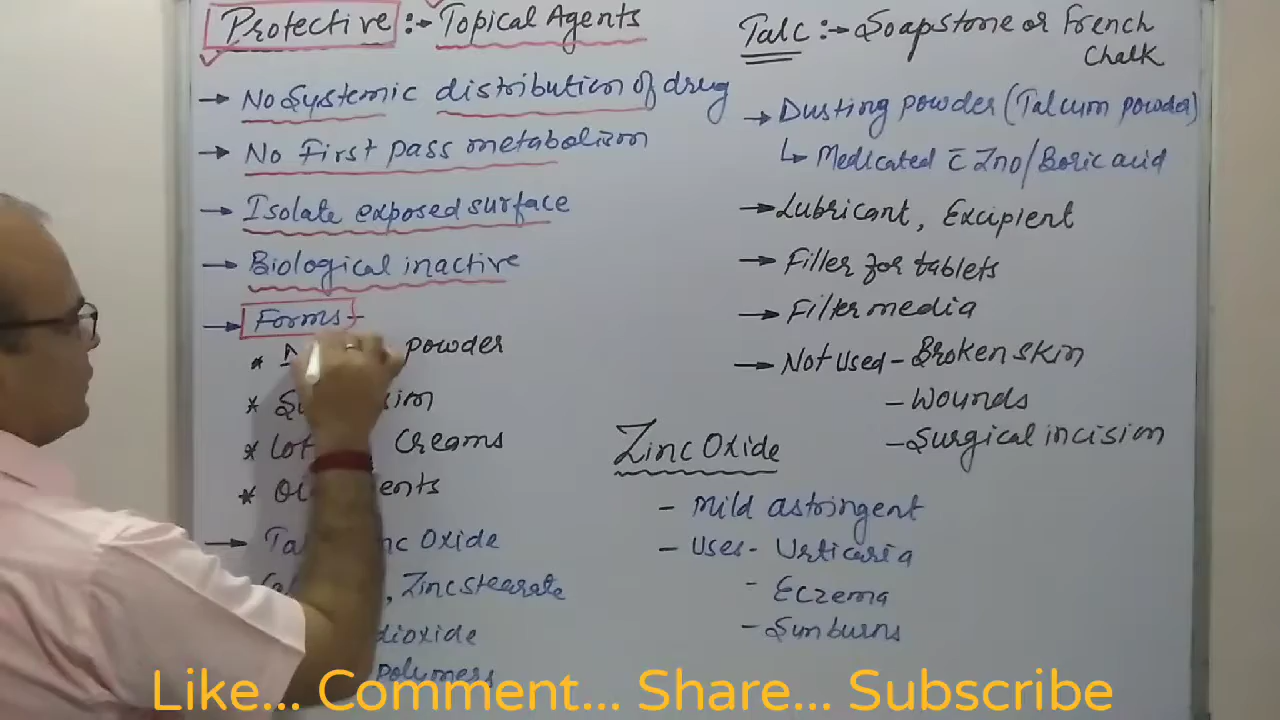 Protective :→ Topical Agents
→ No Systemic distribution of drug
→ No First pass metabolism
→ Isolate exposed surface
→ Biological inactive
→ Forms-
* powder
*
* Creams
*
→ Oxide
, Zinc stearate
dioxide
polymers
Talc :→ Soapstone or French
Chalk
→ Dusting powder (Talcum powder)
↳ Medicated c̄ Zno/Boric acid
→ Lubricant, Excipient
→ Filler for tablets
→ Filter media
→ Not Used - Broken skin
- Wounds
- Surgical incision
Zinc Oxide
- Mild astringent
- Uses- Urticaria
- Eczema
- Sunburns
Like... Comment... Share... Subscribe